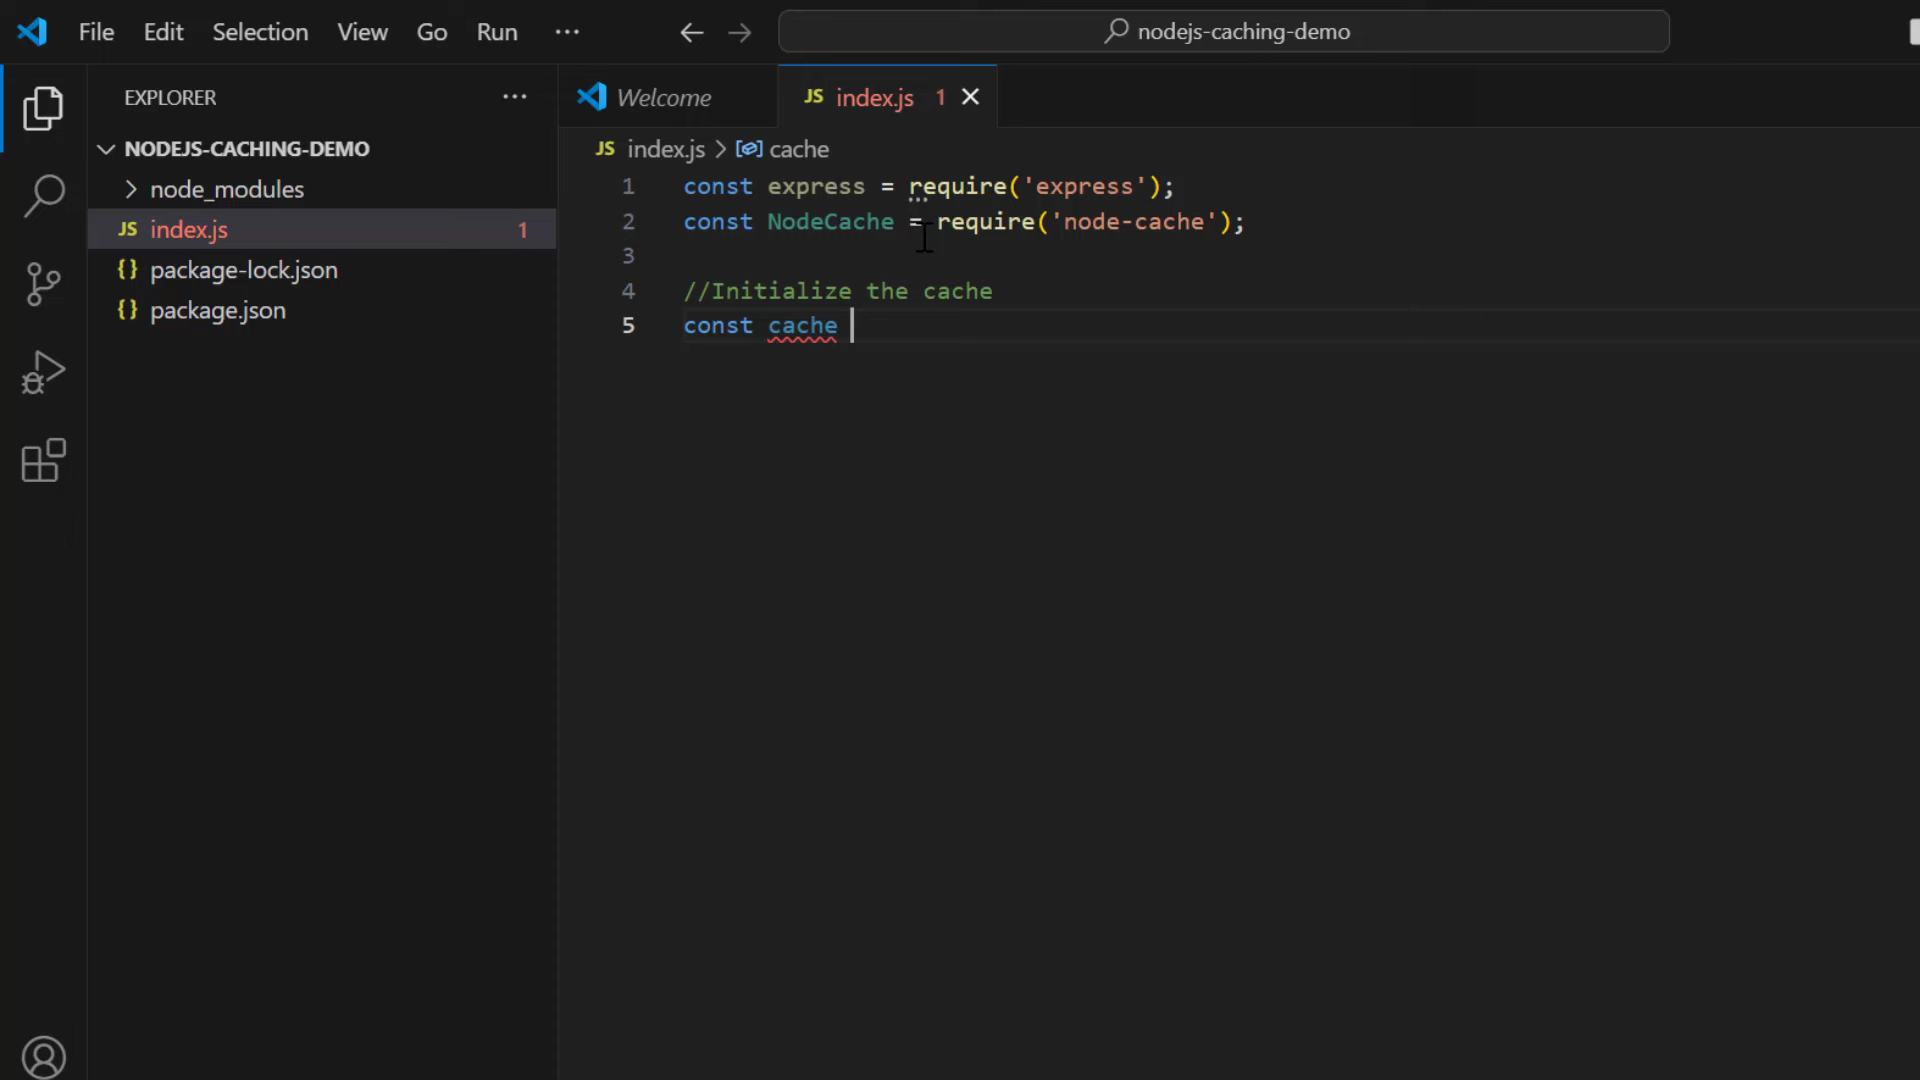 File Edit Selection View Go Run ··· ← → nodejs-caching-demo
EXPLORER ···
NODEJS-CACHING-DEMO
node_modules
JS index.js 1
{} package-lock.json
{} package.json
Welcome
JS index.js 1
JS index.js > cache
1 const express = require('express');
2 const NodeCache = require('node-cache');
3
4 //Initialize the cache
5 const cache